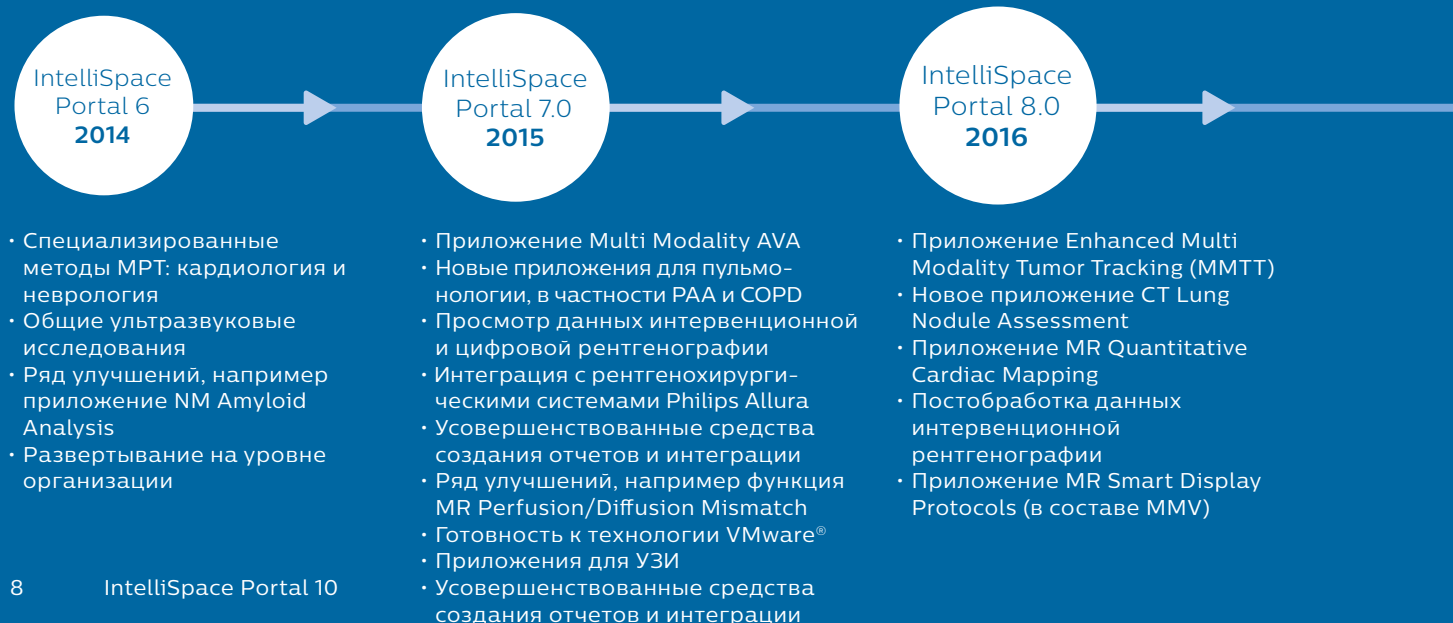 IntelliSpace
Portal 6
2014
IntelliSpace
Portal 7.0
2015
IntelliSpace
Portal 8.0
2016
· Специализированные
методы МРТ: кардиология и
неврология
· Общие ультразвуковые
исследования
· Ряд улучшений, например
приложение NM Amyloid
Analysis
· Развертывание на уровне
организации
· Приложение Multi Modality AVA
· Новые приложения для пульмо-
нологии, в частности PAA и COPD
· Просмотр данных интервенционной
и цифровой рентгенографии
· Интеграция с рентгенохирурги-
ческими системами Philips Allura
· Усовершенствованные средства
создания отчетов и интеграции
· Ряд улучшений, например функция
MR Perfusion/Diffusion Mismatch
· Готовность к технологии VMware®
· Приложения для УЗИ
· Усовершенствованные средства
создания отчетов и интеграции
· Приложение Enhanced Multi
Modality Tumor Tracking (MMTT)
· Новое приложение CT Lung
Nodule Assessment
· Приложение MR Quantitative
Cardiac Mapping
· Постобработка данных
интервенционной
рентгенографии
· Приложение MR Smart Display
Protocols (в составе MMV)
8 IntelliSpace Portal 10